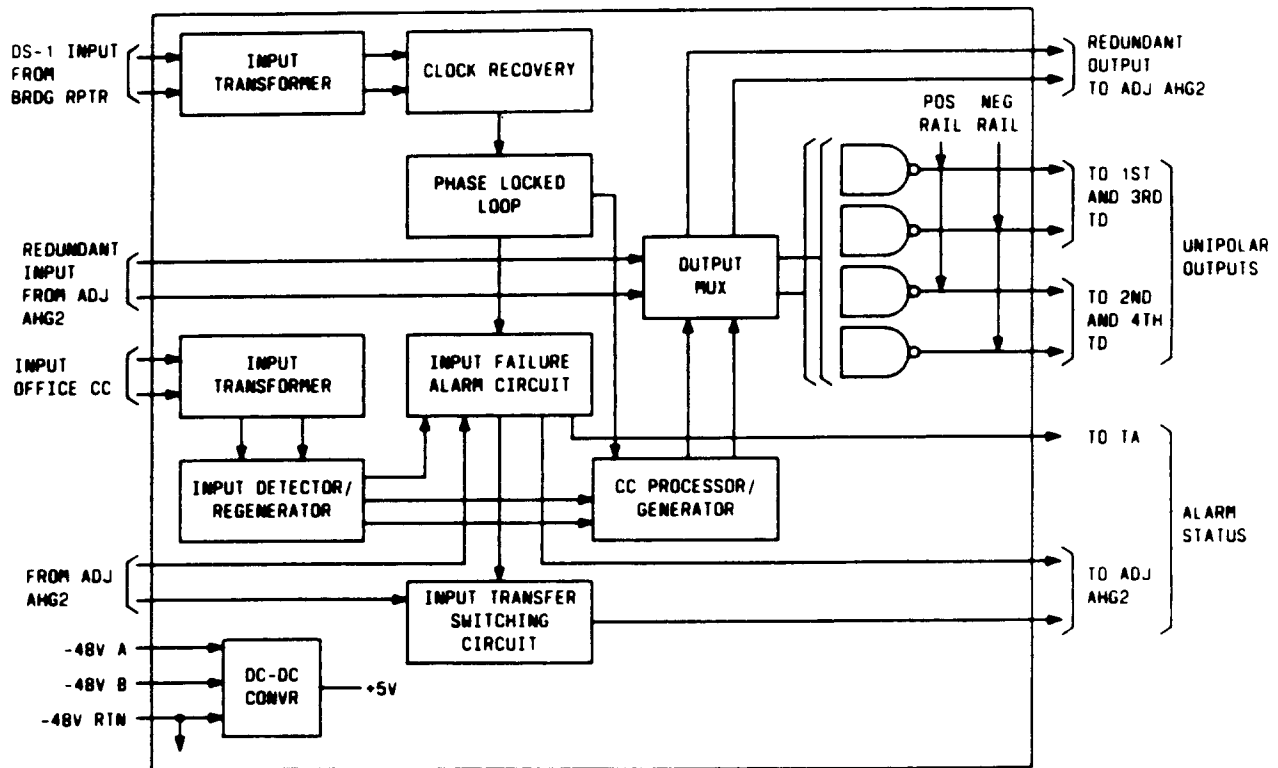 DS-1 INPUT
FROM
BRDG RPTR
INPUT
TRANSFORMER
CLOCK RECOVERY
REDUNDANT
OUTPUT
TO ADJ AHG2
POS
RAIL
NEG
RAIL
PHASE LOCKED
LOOP
TO 1ST
AND 3RD
TD
REDUNDANT
INPUT
FROM ADJ
AHG2
OUTPUT
MUX
UNIPOLAR
OUTPUTS
TO 2ND
AND 4TH
TD
INPUT
OFFICE CC
INPUT
TRANSFORMER
INPUT FAILURE
ALARM CIRCUIT
TO TA
INPUT DETECTOR/
REGENERATOR
CC PROCESSOR/
GENERATOR
ALARM
STATUS
FROM ADJ
AHG2
INPUT TRANSFER
SWITCHING
CIRCUIT
TO ADJ
AHG2
-48V A
-48V B
-48V RTN
DC-DC
CONVR
+5V